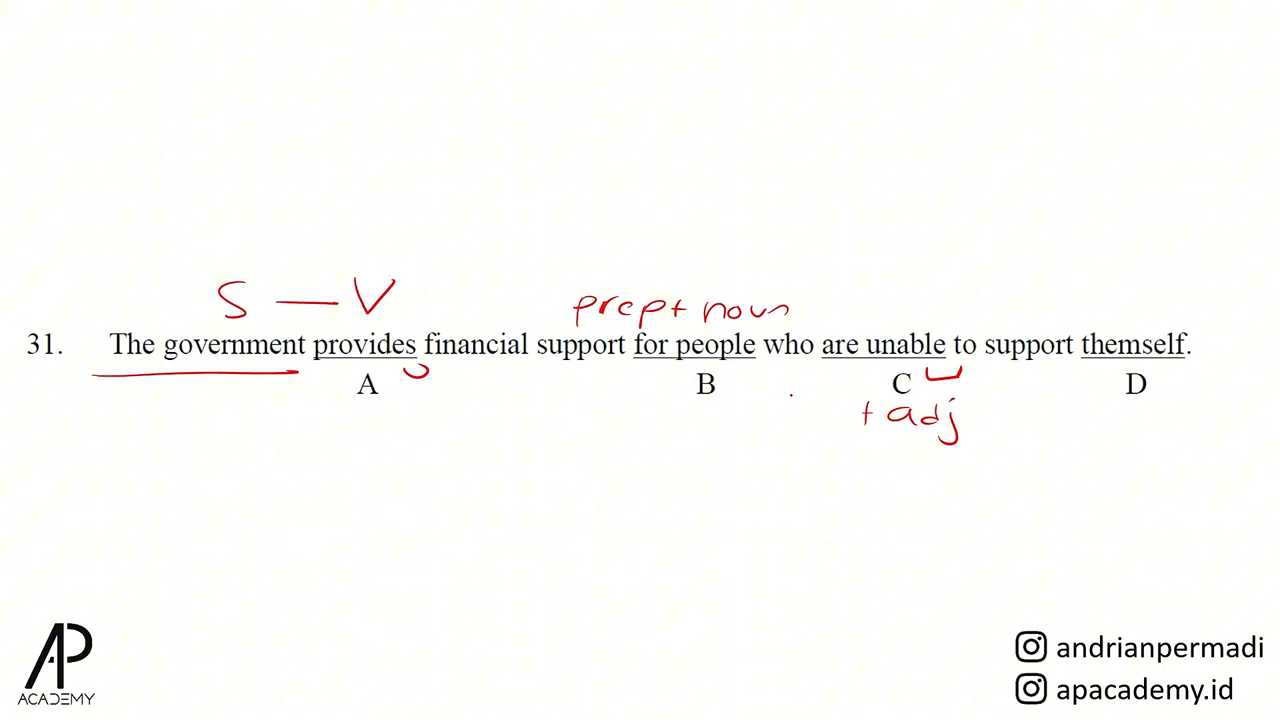 S — V
prep + noun
31. The government provides financial support for people who are unable to support themself.
A B C D
+ adj
AP
ACADEMY
andrianpermadi
apacademy.id